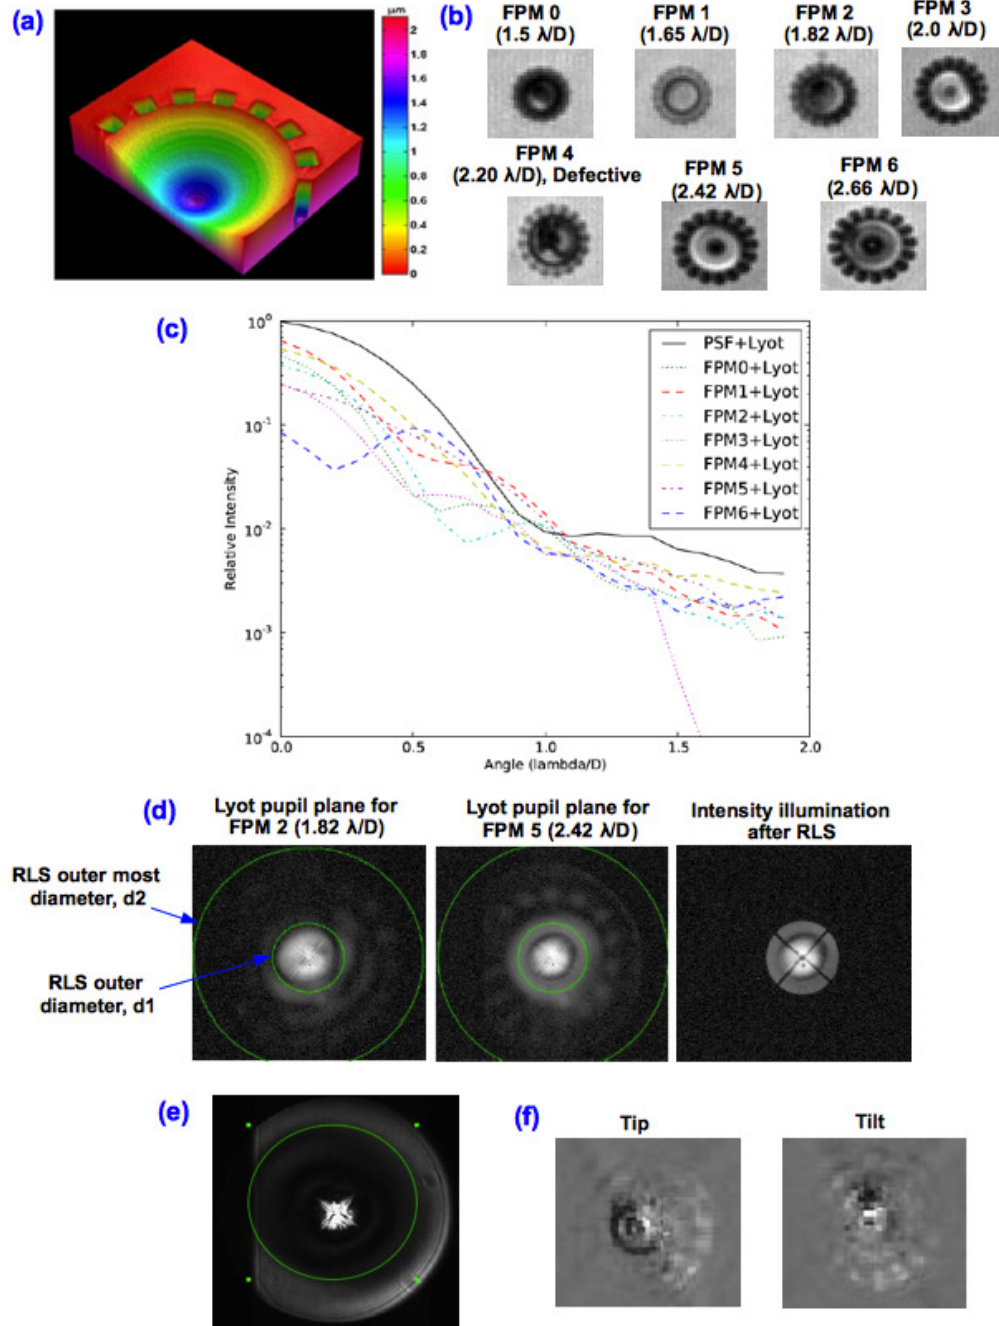 (a)
μm
2
1.8
1.6
1.4
1.2
1
0.8
0.6
0.4
0.2
0
(b)
FPM 0
(1.5 λ/D)
FPM 1
(1.65 λ/D)
FPM 2
(1.82 λ/D)
FPM 3
(2.0 λ/D)
FPM 4
(2.20 λ/D), Defective
FPM 5
(2.42 λ/D)
FPM 6
(2.66 λ/D)
(c)
10⁰
10⁻¹
10⁻²
10⁻³
10⁻⁴
Relative Intensity
PSF+Lyot
FPM0+Lyot
FPM1+Lyot
FPM2+Lyot
FPM3+Lyot
FPM4+Lyot
FPM5+Lyot
FPM6+Lyot
0.0
0.5
1.0
1.5
2.0
Angle (lambda/D)
(d)
Lyot pupil plane for
FPM 2 (1.82 λ/D)
Lyot pupil plane for
FPM 5 (2.42 λ/D)
Intensity illumination
after RLS
RLS outer most
diameter, d2
RLS outer
diameter, d1
(e)
(f)
Tip
Tilt